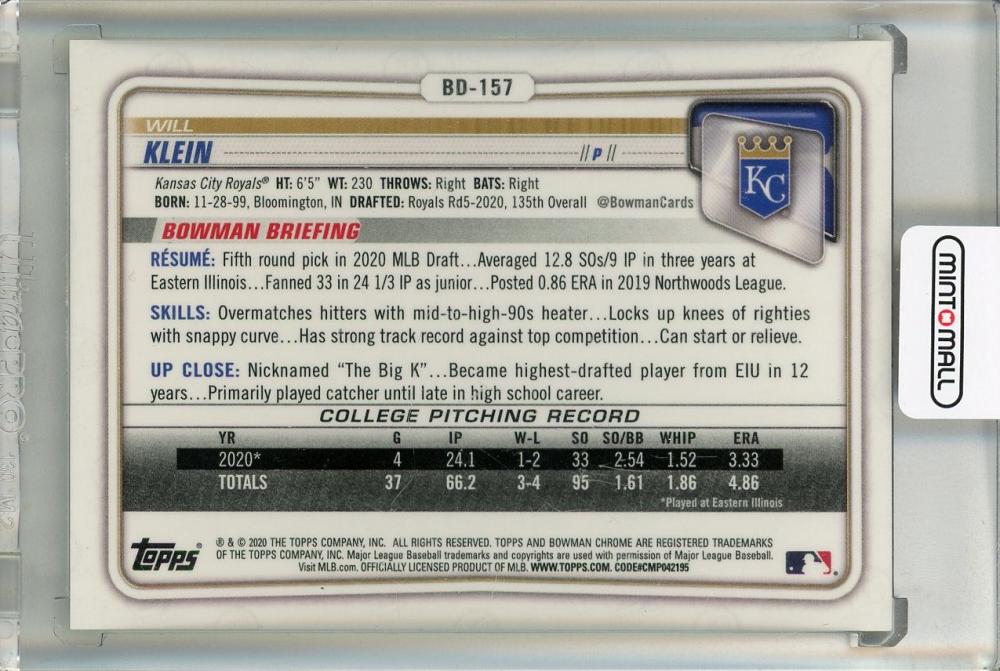 BD-157
WILL
KLEIN // P //
KC
Kansas City Royals® HT: 6'5" WT: 230 THROWS: Right BATS: Right
BORN: 11-28-99, Bloomington, IN DRAFTED: Royals Rd5-2020, 135th Overall @BowmanCards
BOWMAN BRIEFING
RÉSUMÉ: Fifth round pick in 2020 MLB Draft...Averaged 12.8 SOs/9 IP in three years at
Eastern Illinois...Fanned 33 in 24 1/3 IP as junior...Posted 0.86 ERA in 2019 Northwoods League.
SKILLS: Overmatches hitters with mid-to-high-90s heater...Locks up knees of righties
with snappy curve...Has strong track record against top competition...Can start or relieve.
UP CLOSE: Nicknamed "The Big K"...Became highest-drafted player from EIU in 12
years...Primarily played catcher until late in high school career.
COLLEGE PITCHING RECORD
YR G IP W-L SO SO/BB WHIP ERA
2020* 4 24.1 1-2 33 2.54 1.52 3.33
TOTALS 37 66.2 3-4 95 1.61 1.86 4.86
*Played at Eastern Illinois
topps
® & © 2020 THE TOPPS COMPANY, INC. ALL RIGHTS RESERVED. TOPPS AND BOWMAN CHROME ARE REGISTERED TRADEMARKS
OF THE TOPPS COMPANY, INC. Major League Baseball trademarks and copyrights are used with permission of Major League Baseball.
Visit MLB.com. OFFICIALLY LICENSED PRODUCT OF MLB. WWW.TOPPS.COM. CODE#CMP042195
MINTOMALL